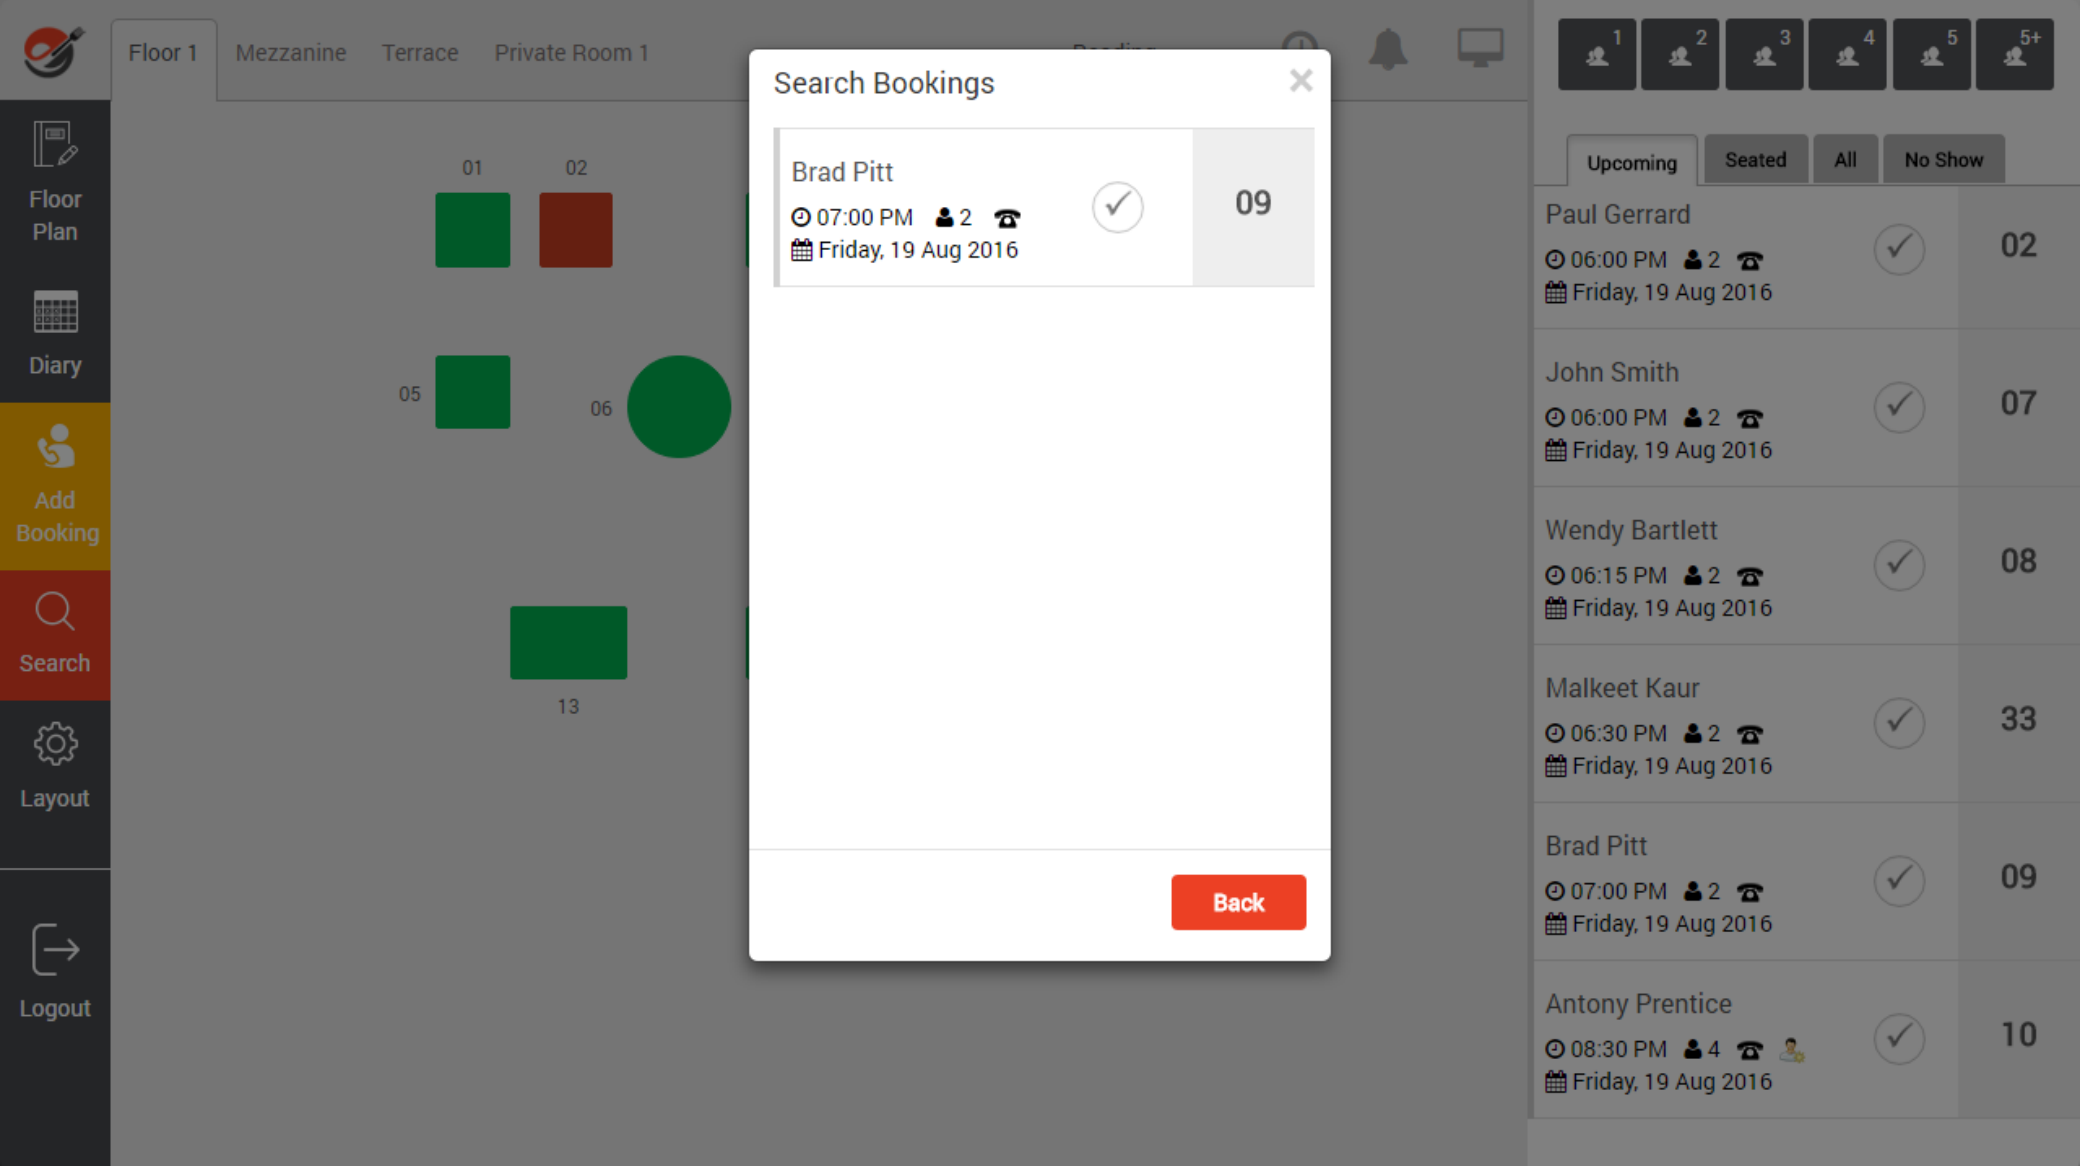 Floor 1
Mezzanine
Terrace
Private Room 1
Floor
Plan
Diary
Add
Booking
Search
Layout
Logout
01
02
05
06
13
Search Bookings
×
Brad Pitt
07:00 PM 2
Friday, 19 Aug 2016
09
Back
1
2
3
4
5
5+
Upcoming
Seated
All
No Show
Paul Gerrard
06:00 PM 2
Friday, 19 Aug 2016
02
John Smith
06:00 PM 2
Friday, 19 Aug 2016
07
Wendy Bartlett
06:15 PM 2
Friday, 19 Aug 2016
08
Malkeet Kaur
06:30 PM 2
Friday, 19 Aug 2016
33
Brad Pitt
07:00 PM 2
Friday, 19 Aug 2016
09
Antony Prentice
08:30 PM 4
Friday, 19 Aug 2016
10